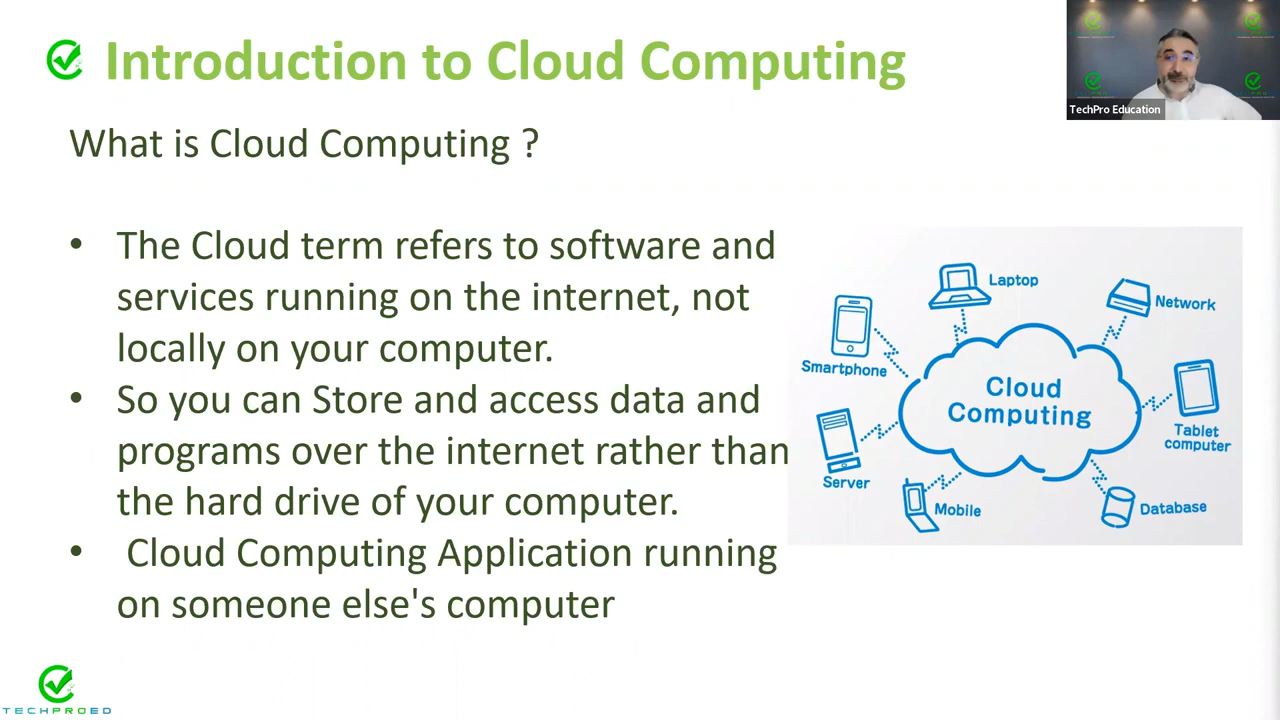 Introduction to Cloud Computing
TechPro Education
What is Cloud Computing ?
• The Cloud term refers to software and
services running on the internet, not
locally on your computer.
• So you can Store and access data and
programs over the internet rather than
the hard drive of your computer.
• Cloud Computing Application running
on someone else's computer
Laptop
Network
Smartphone
Cloud
Computing
Tablet
computer
Server
Mobile
Database
TECHPROED